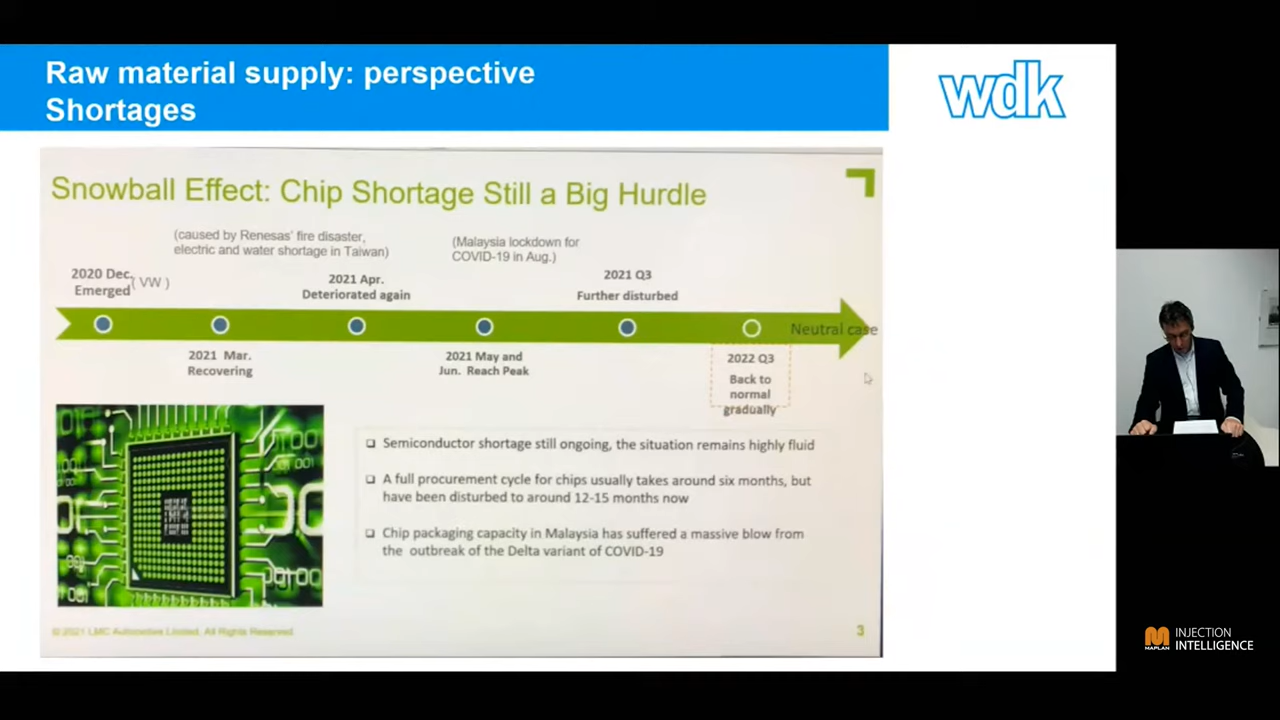 Raw material supply: perspective
Shortages
wdk
Snowball Effect: Chip Shortage Still a Big Hurdle
(caused by Renesas' fire disaster,
electric and water shortage in Taiwan)
(Malaysia lockdown for
COVID-19 in Aug.)
2020 Dec.
Emerged
( VW )
2021 Apr.
Deteriorated again
2021 Q3
Further disturbed
Neutral case
2021 Mar.
Recovering
2021 May and
Jun. Reach Peak
2022 Q3
Back to
normal
gradually
Semiconductor shortage still ongoing, the situation remains highly fluid
A full procurement cycle for chips usually takes around six months, but
have been disturbed to around 12-15 months now
Chip packaging capacity in Malaysia has suffered a massive blow from
the outbreak of the Delta variant of COVID-19
© 2021 LMC Automotive Limited. All Rights Reserved.
3
MAPLAN
INJECTION
INTELLIGENCE